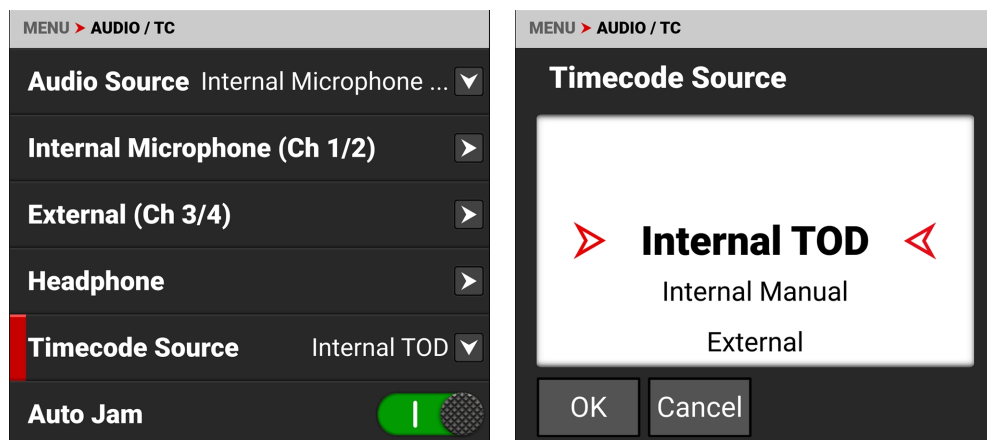 MENU ➤ AUDIO / TC
Audio Source Internal Microphone ...
Internal Microphone (Ch 1/2)
External (Ch 3/4)
Headphone
Timecode Source Internal TOD
Auto Jam
MENU ➤ AUDIO / TC
Timecode Source
Internal TOD
Internal Manual
External
OK Cancel